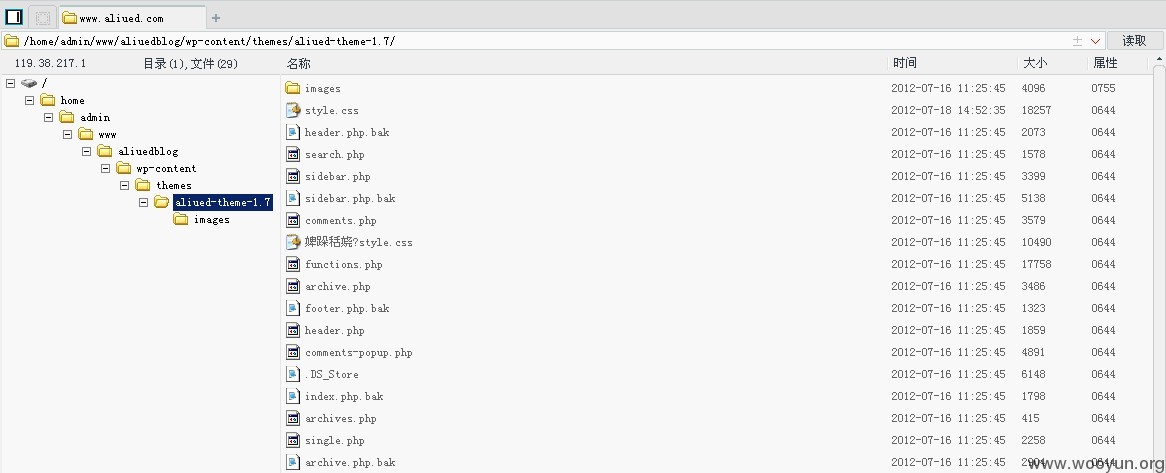 www.aliued.com
/home/admin/www/aliuedblog/wp-content/themes/aliued-theme-1.7/ 读取
119.38.217.1 目录(1),文件(29) 名称 时间 大小 属性
/
home
admin
www
aliuedblog
wp-content
themes
aliued-theme-1.7
images
images 2012-07-16 11:25:45 4096 0755
style.css 2012-07-18 14:52:35 18257 0644
header.php.bak 2012-07-16 11:25:45 2073 0644
search.php 2012-07-16 11:25:45 1578 0644
sidebar.php 2012-07-16 11:25:45 3399 0644
sidebar.php.bak 2012-07-16 11:25:45 5138 0644
comments.php 2012-07-16 11:25:45 3579 0644
?style.css 2012-07-16 11:25:45 10490 0644
functions.php 2012-07-16 11:25:45 17758 0644
archive.php 2012-07-16 11:25:45 3486 0644
footer.php.bak 2012-07-16 11:25:45 1323 0644
header.php 2012-07-16 11:25:45 1859 0644
comments-popup.php 2012-07-16 11:25:45 4891 0644
.DS_Store 2012-07-16 11:25:45 6148 0644
index.php.bak 2012-07-16 11:25:45 1798 0644
archives.php 2012-07-16 11:25:45 415 0644
single.php 2012-07-16 11:25:45 2258 0644
archive.php.bak 2012-07-16 11:25:45 0644
www.wooyun.org